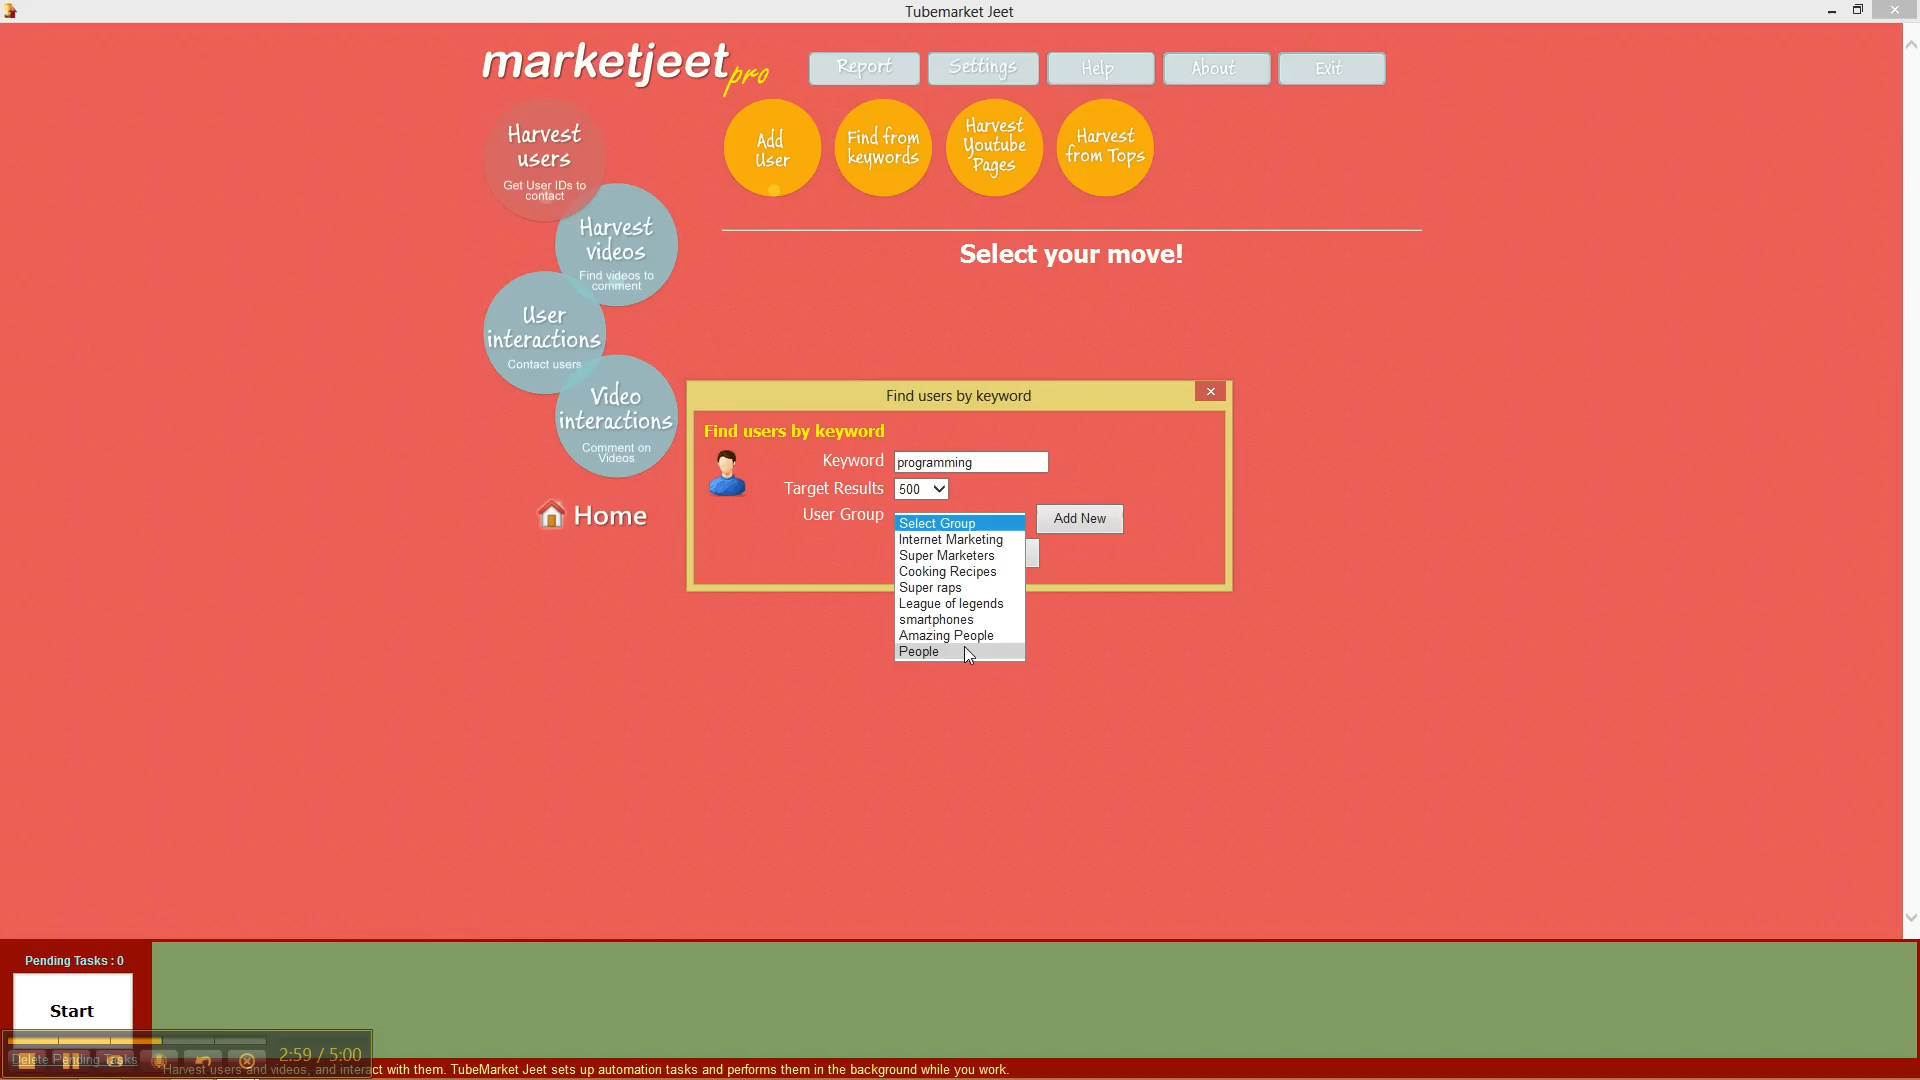 Tubemarket Jeet
marketjeet pro
Report
Settings
Help
About
Exit
Harvest
users
Get User IDs to
contact
Harvest
videos
Find videos to
comment
User
interactions
Contact users
Video
interactions
Comment on
Videos
Home
Add
User
Find from
keywords
Harvest
Youtube
Pages
Harvest
from Tops
Select your move!
Find users by keyword
Find users by keyword
Keyword programming
Target Results 500
User Group
Add New
Select Group
Internet Marketing
Super Marketers
Cooking Recipes
Super raps
League of legends
smartphones
Amazing People
People
Pending Tasks : 0
Start
Delete Pending Tasks
2:59 / 5:00
Harvest users and videos, and interact with them. TubeMarket Jeet sets up automation tasks and performs them in the background while you work.